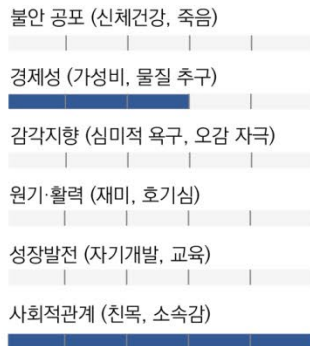 불안 공포 (신체건강, 죽음)
경제성 (가성비, 물질 추구)
감각지향 (심미적 욕구, 오감 자극)
원기·활력 (재미, 호기심)
성장발전 (자기개발, 교육)
사회적관계 (친목, 소속감)